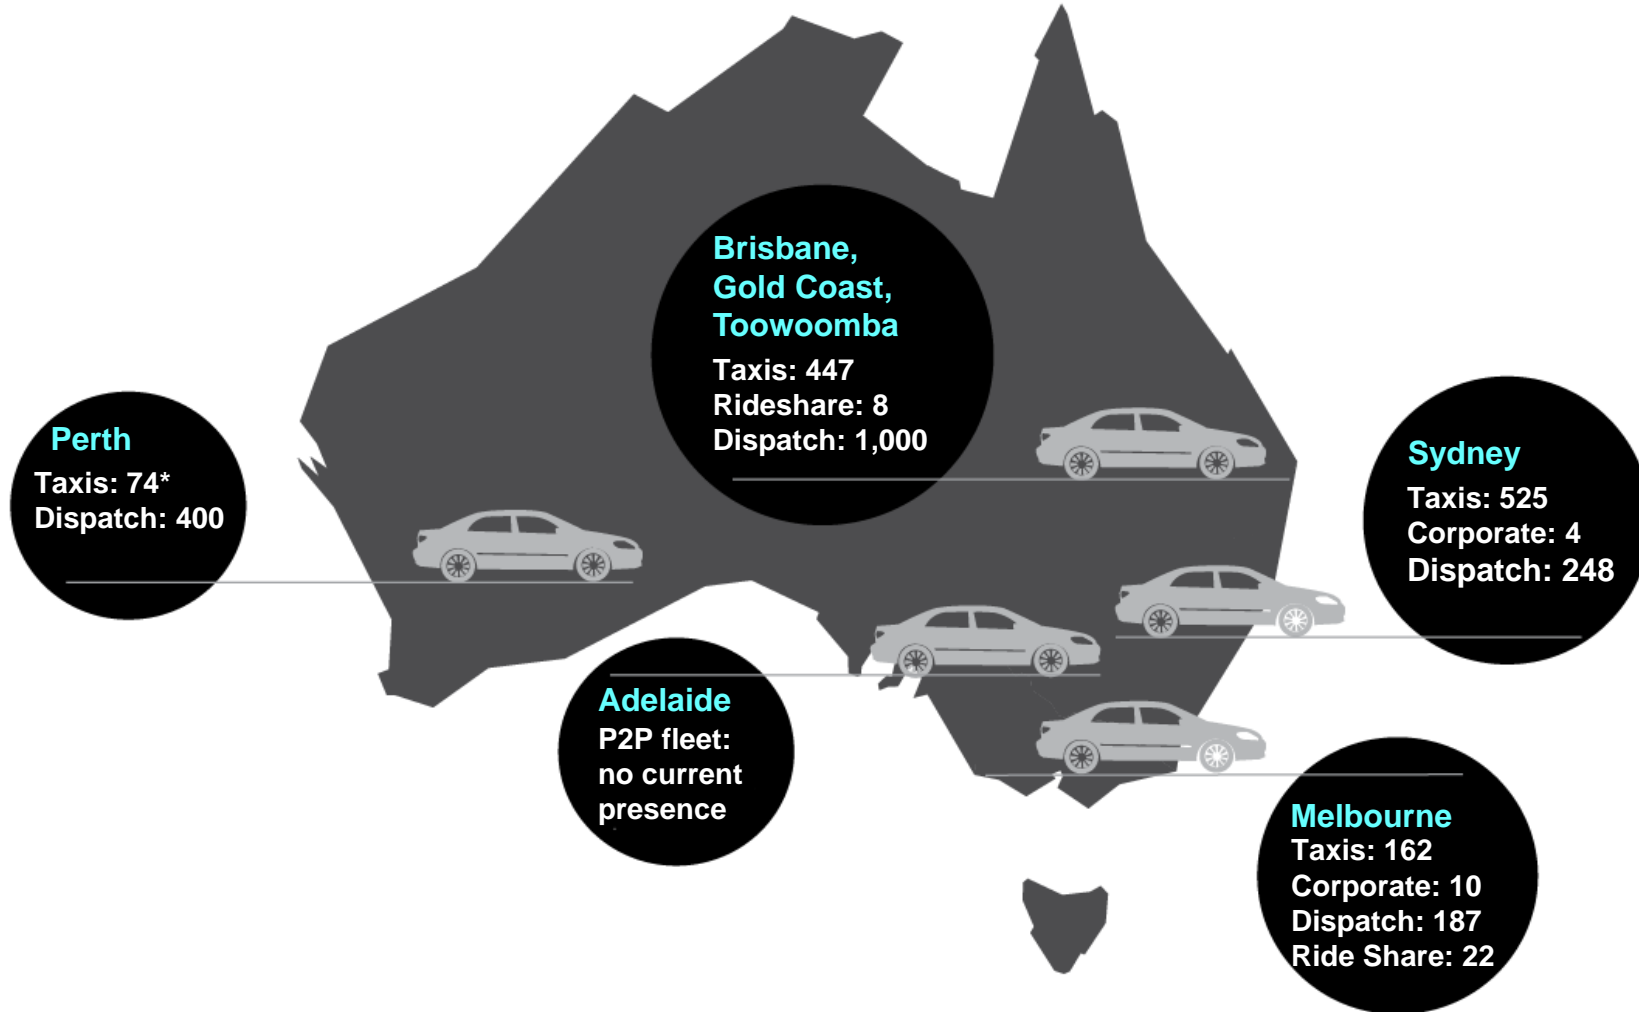 Brisbane,
Gold Coast,
Toowoomba
Taxis: 447
Rideshare: 8
Dispatch: 1,000
Perth
Taxis: 74*
Dispatch: 400
Sydney
Taxis: 525
Corporate: 4
Dispatch: 248
Adelaide
P2P fleet:
no current
presence
Melbourne
Taxis: 162
Corporate: 10
Dispatch: 187
Ride Share: 22